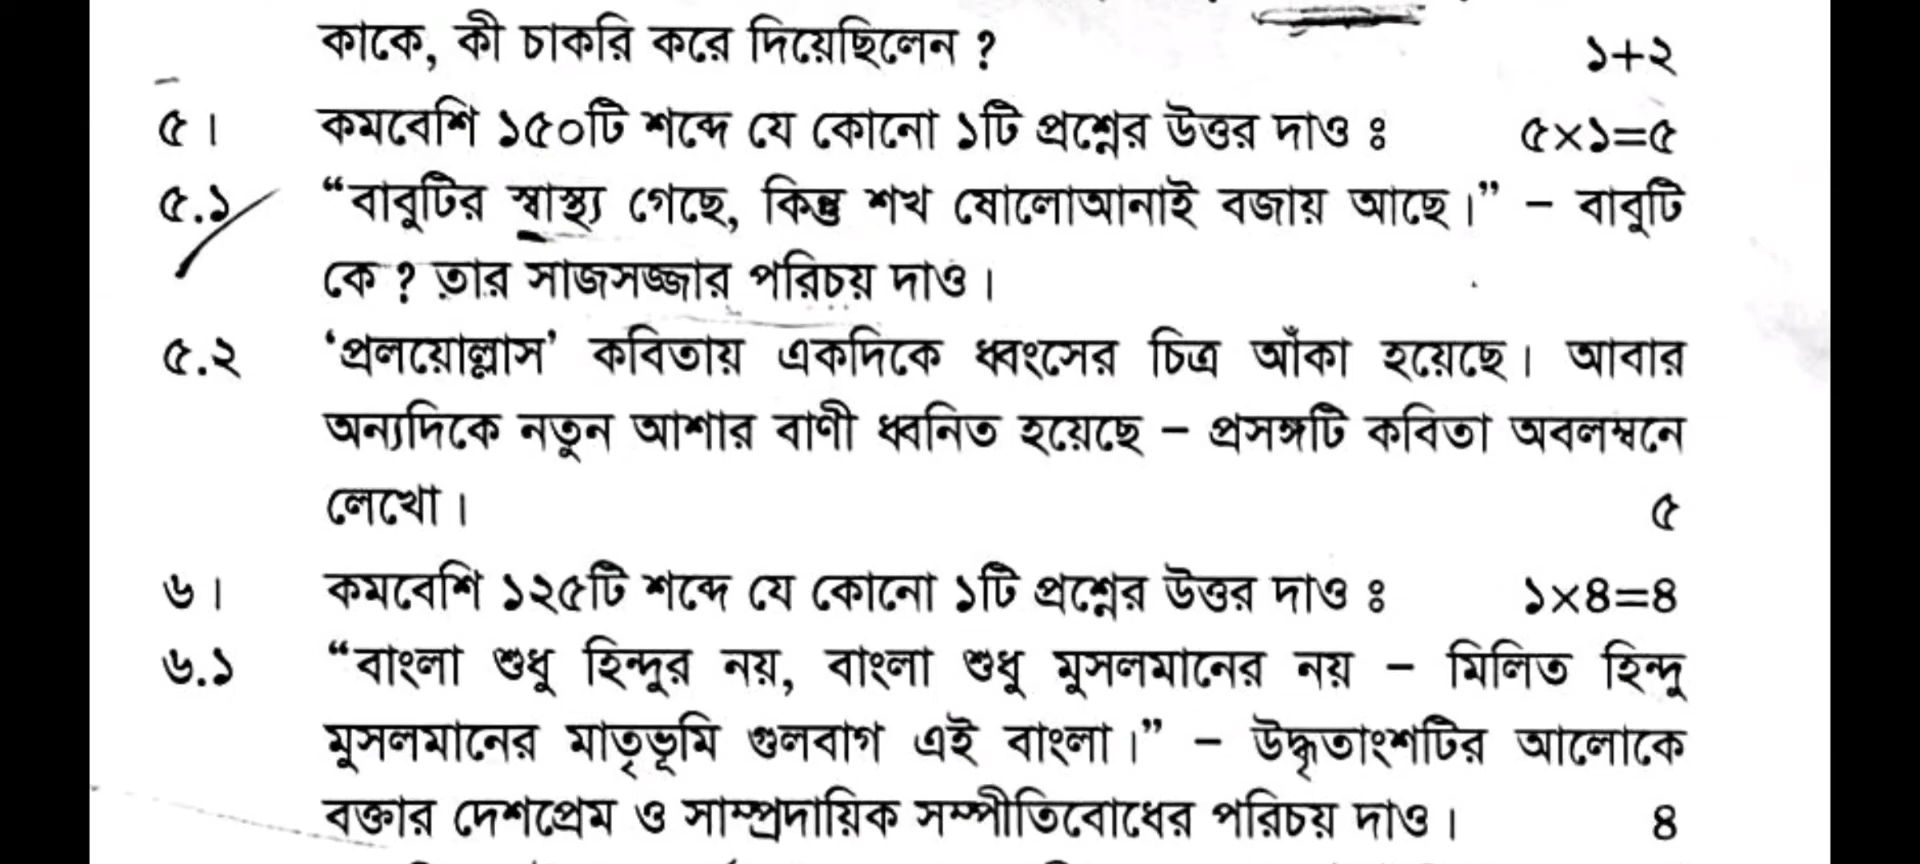 কাকে, কী চাকরি করে দিয়েছিলেন ? ১+২
৫। কমবেশি ১৫০টি শব্দে যে কোনো ১টি প্রশ্নের উত্তর দাও ঃ ৫×১=৫
৫.১ “বাবুটির স্বাস্থ্য গেছে, কিন্তু শখ ষোলোআনাই বজায় আছে।” – বাবুটি
কে ? তার সাজসজ্জার পরিচয় দাও।
৫.২ ‘প্রলয়োল্লাস’ কবিতায় একদিকে ধ্বংসের চিত্র আঁকা হয়েছে। আবার
অন্যদিকে নতুন আশার বাণী ধ্বনিত হয়েছে – প্রসঙ্গটি কবিতা অবলম্বনে
লেখো। ৫
৬। কমবেশি ১২৫টি শব্দে যে কোনো ১টি প্রশ্নের উত্তর দাও ঃ ১×৪=৪
৬.১ “বাংলা শুধু হিন্দুর নয়, বাংলা শুধু মুসলমানের নয় – মিলিত হিন্দু
মুসলমানের মাতৃভূমি গুলবাগ এই বাংলা।” – উদ্ধৃতাংশটির আলোকে
বক্তার দেশপ্রেম ও সাম্প্রদায়িক সম্পীতিবোধের পরিচয় দাও। ৪